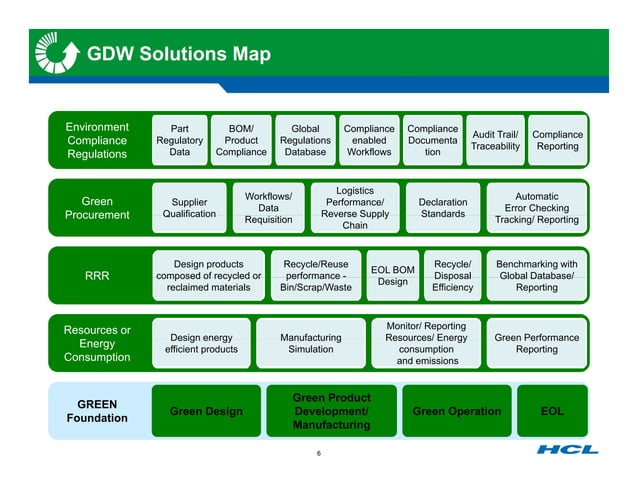 GDW Solutions Map
Environment
Compliance
Regulations
Part
Regulatory
Data
BOM/
Product
Compliance
Global
Regulations
Database
Compliance
enabled
Workflows
Compliance
Documenta
tion
Audit Trail/
Traceability
Compliance
Reporting
Green
Procurement
Supplier
Qualification
Workflows/
Data
Requisition
Logistics
Performance/
Reverse Supply
Chain
Declaration
Standards
Automatic
Error Checking
Tracking/ Reporting
RRR
Design products
composed of recycled or
reclaimed materials
Recycle/Reuse
performance -
Bin/Scrap/Waste
EOL BOM
Design
Recycle/
Disposal
Efficiency
Benchmarking with
Global Database/
Reporting
Resources or
Energy
Consumption
Design energy
efficient products
Manufacturing
Simulation
Monitor/ Reporting
Resources/ Energy
consumption
and emissions
Green Performance
Reporting
GREEN
Foundation
Green Design
Green Product
Development/
Manufacturing
Green Operation
EOL
6
HCL